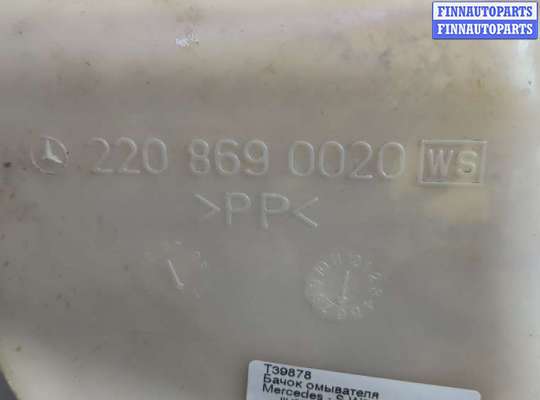 FINNAUTOPARTS
FINNAUTOPARTS
220 869 0020 WS
>PP<
T39878
Бачок омывателя
Mercedes